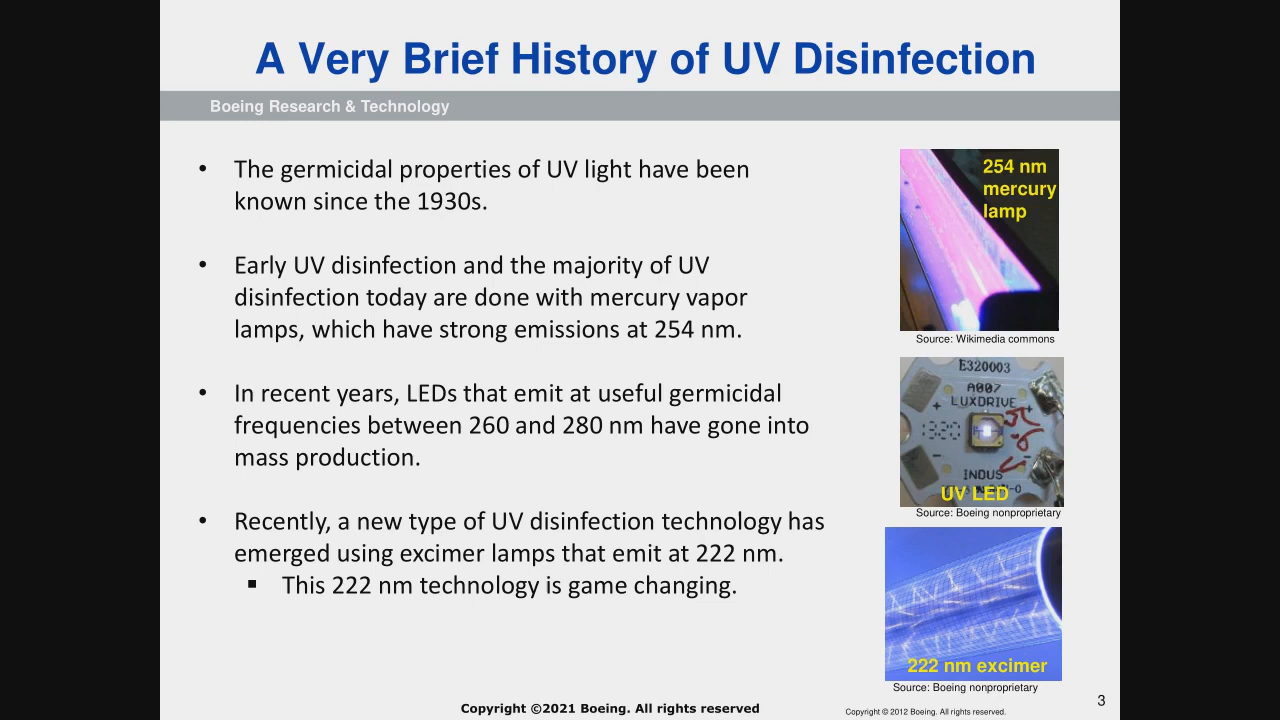 A Very Brief History of UV Disinfection
Boeing Research & Technology
• The germicidal properties of UV light have been
known since the 1930s.
• Early UV disinfection and the majority of UV
disinfection today are done with mercury vapor
lamps, which have strong emissions at 254 nm.
• In recent years, LEDs that emit at useful germicidal
frequencies between 260 and 280 nm have gone into
mass production.
• Recently, a new type of UV disinfection technology has
emerged using excimer lamps that emit at 222 nm.
▪ This 222 nm technology is game changing.
254 nm
mercury
lamp
Source: Wikimedia commons
E320003
A007
LUXDRIVE
INDUS
UV LED
Source: Boeing nonproprietary
222 nm excimer
Source: Boeing nonproprietary
3
Copyright ©2021 Boeing. All rights reserved
Copyright © 2012 Boeing. All rights reserved.